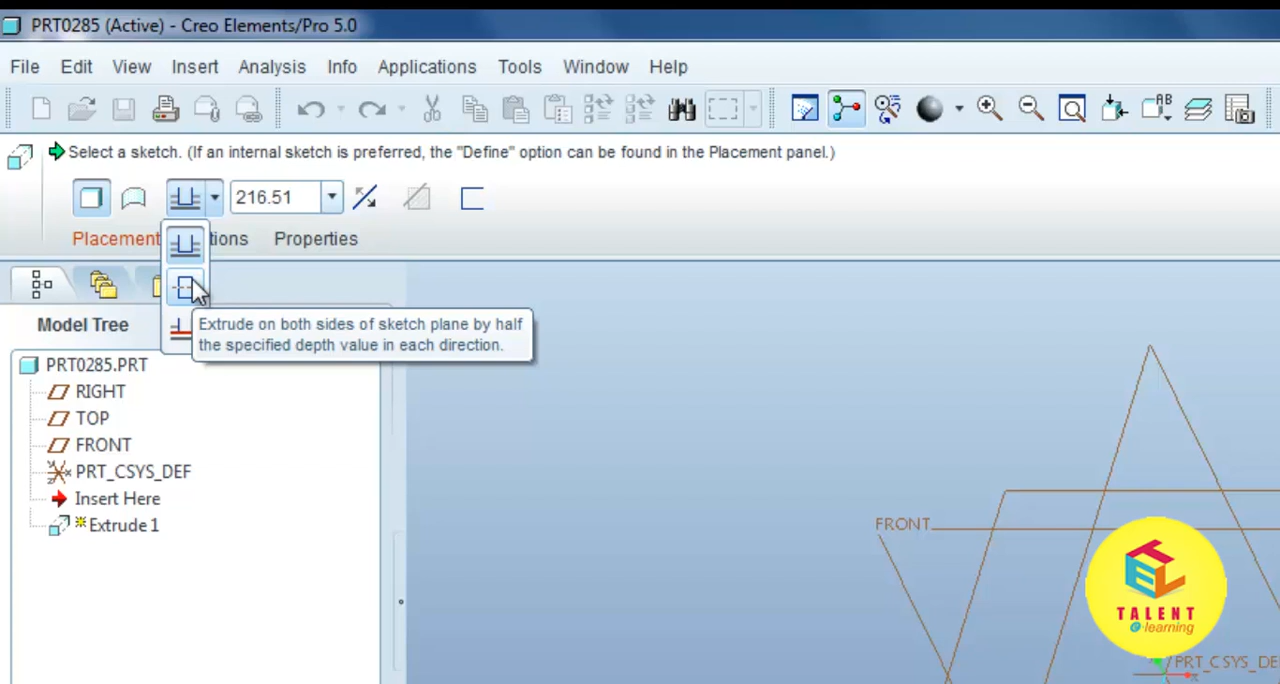 PRT0285 (Active) - Creo Elements/Pro 5.0
File Edit View Insert Analysis Info Applications Tools Window Help
Select a sketch. (If an internal sketch is preferred, the "Define" option can be found in the Placement panel.)
216.51
Placement tions Properties
Extrude on both sides of sketch plane by half
the specified depth value in each direction.
Model Tree
PRT0285.PRT
RIGHT
TOP
FRONT
PRT_CSYS_DEF
Insert Here
Extrude 1
FRONT
TEL
TALENT
e-learning
PRT_CSYS_DE